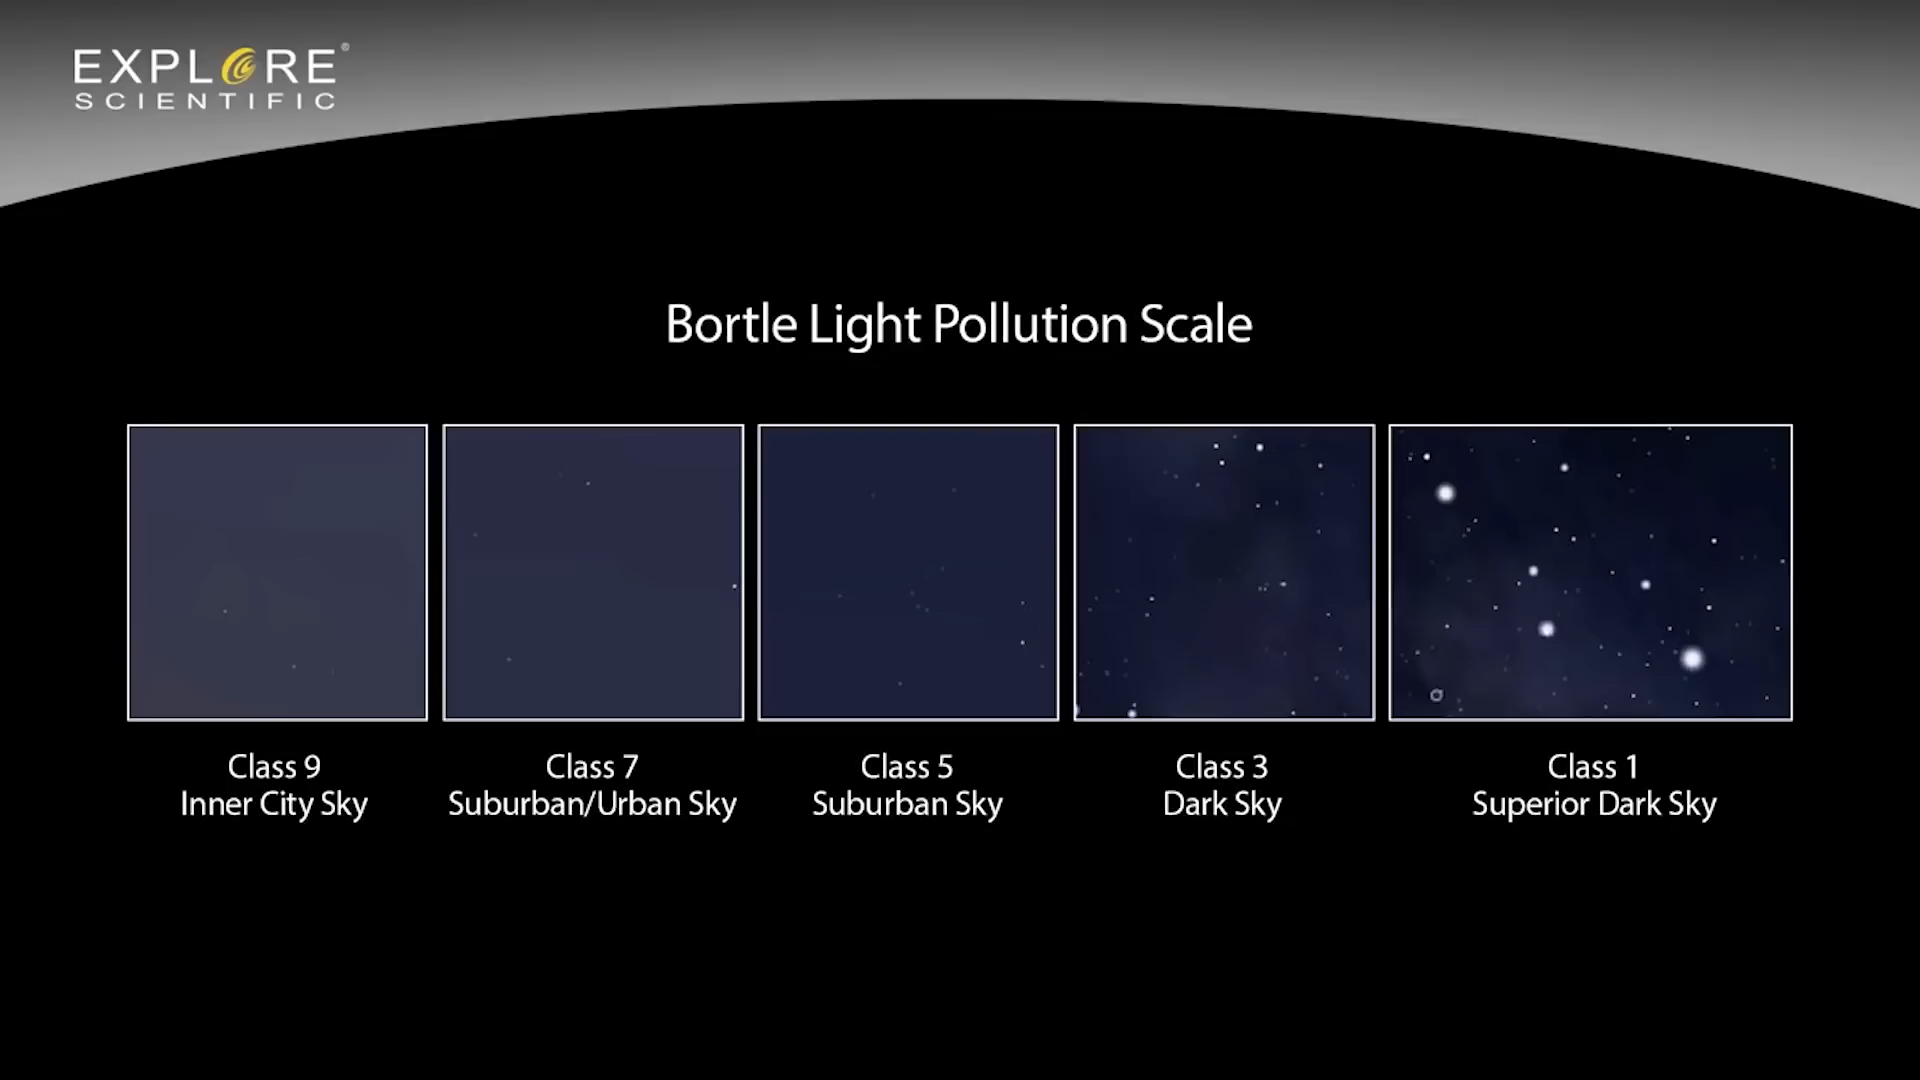 EXPLORE®
SCIENTIFIC
Bortle Light Pollution Scale
Class 9
Inner City Sky
Class 7
Suburban/Urban Sky
Class 5
Suburban Sky
Class 3
Dark Sky
Class 1
Superior Dark Sky